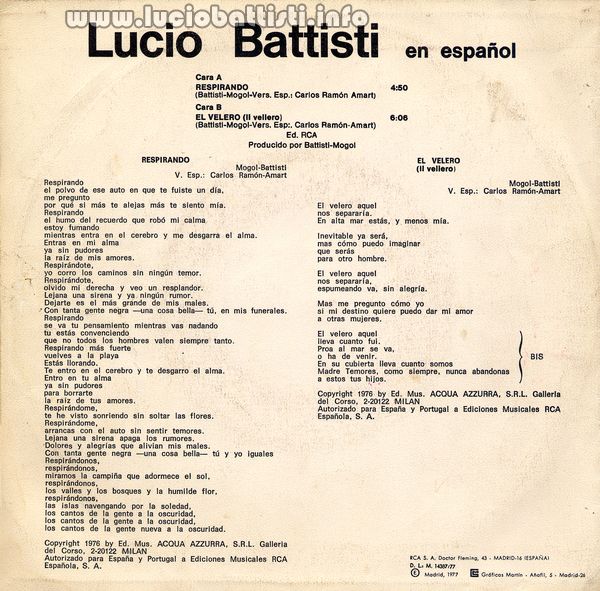 www.luciobattisti.info
Lucio Battisti en español
Cara A
RESPIRANDO 4:50
(Battisti-Mogol-Vers. Esp.: Carlos Ramón Amart)
Cara B
EL VELERO (Il vellero) 6:06
(Battisti-Mogol-Vers. Esp:. Carlos Ramón-Amart)
Ed. RCA
Producido por Battisti-Mogol
RESPIRANDO
Mogol-Battisti
V. Esp.: Carlos Ramón-Amart
Respirando
el polvo de ese auto en que te fuiste un día,
me pregunto
por qué si más te alejas más te siento mía.
Respirando
el humo del recuerdo que robó mi calma
estoy fumando
mientras entra en el cerebro y me desgarra el alma.
Entras en mi alma
ya sin pudores
la raíz de mis amores.
Respirándote,
yo corro los caminos sin ningún temor.
Respirándote,
olvido mi derecha y veo un resplandor.
Lejana una sirena y ya ningún rumor.
Dejarte es el más grande de mis males.
Con tanta gente negra —una cosa bella— tú, en mis funerales.
Respirando
se va tu pensamiento mientras vas nadando
tu estás convenciendo
que no todos los hombres valen siempre tanto.
Respirando más fuerte
vuelves a la playa
Estás llorando.
Te entro en el cerebro y te desgarro el alma.
Entro en tu alma
ya sin pudores
para borrarte
la raíz de tus amores.
Respirándome,
te he visto sonriendo sin soltar las flores.
Respirándome,
arrancas con el auto sin sentir temores.
Lejana una sirena apaga los rumores.
Dolores y alegrías que alivian mis males.
Con tanta gente negra —una cosa bella— tú y yo iguales
Respirándonos,
respirándonos,
miramos la campiña que adormece el sol,
respirándonos,
los valles y los bosques y la humilde flor,
respirándonos,
las islas navengando por la soledad,
los cantos de la gente a la oscuridad,
los cantos de la gente a la oscuridad,
los cantos de la gente nueva a la oscuridad.
Copyright 1976 by Ed. Mus. ACQUA AZZURRA, S.R.L. Galleria
del Corso, 2-20122 MILAN
Autorizado para España y Portugal a Ediciones Musicales RCA
Española, S. A.
EL VELERO
(Il vellero)
Mogol-Battisti
V. Esp.: Carlos Ramón-Amart
El velero aquel
nos separaría.
En alta mar estás, y menos mía.
Inevitable ya será,
mas cómo pudo imaginar
que serás
para otro hombre.
El velero aquel
nos separaría,
espumeando va, sin alegría.
Mas me pregunto cómo yo
si mi destino quiere puedo dar mi amor
a otras mujeres.
El velero aquel
lleva cuanto fui.
Proa al mar se va,
o ha de venir.
En su cubierta lleva cuanto somos
Madre Temores, como siempre, nunca abandonas
a estos tus hijos.
BIS
Copyright 1976 by Ed. Mus. ACQUA AZZURRA, S.R.L. Galleria
del Corso, 2-20122 MILAN
Autorizado para España y Portugal a Ediciones Musicales RCA
Española, S. A.
RCA S. A. Doctor Fleming, 43 - MADRID-16 (ESPAÑA)
D. L.: M. 14387/77
Madrid, 1977 Gráficas Martín - Añafil, 5 - Madrid-26